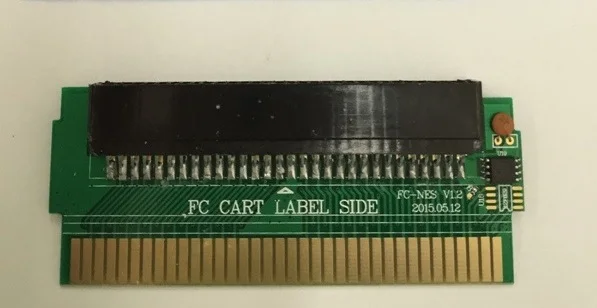 FC CART LABEL SIDE
FC-NES V1.2
2015.05.12